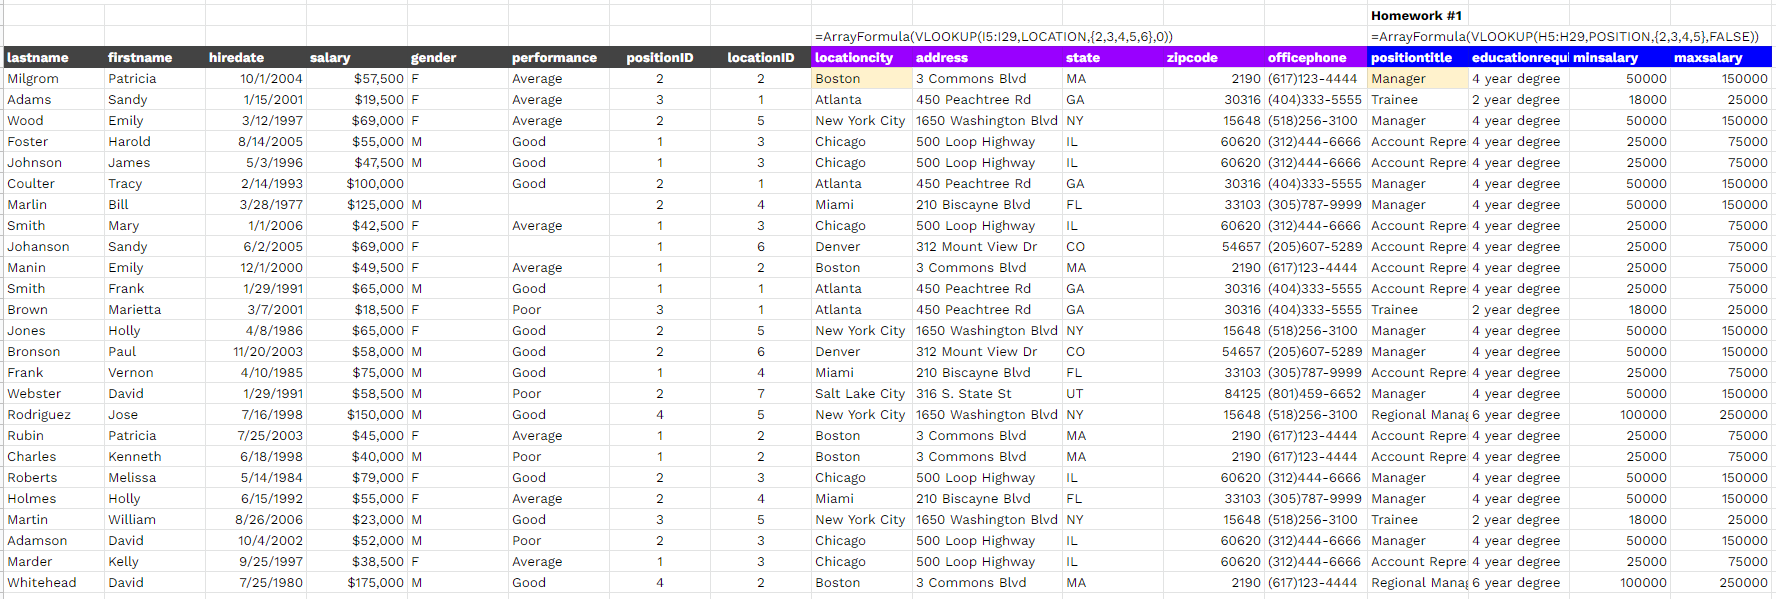 Homework #1
=ArrayFormula(VLOOKUP(I5:I29,LOCATION,{2,3,4,5,6},0)) =ArrayFormula(VLOOKUP(H5:H29,POSITION,{2,3,4,5},FALSE))
lastname firstname hiredate salary gender performance positionID locationID locationcity address state zipcode officephone positiontitle educationrequi minsalary maxsalary
Milgrom Patricia 10/1/2004 $57,500 F Average 2 2 Boston 3 Commons Blvd MA 2190 (617)123-4444 Manager 4 year degree 50000 150000
Adams Sandy 1/15/2001 $19,500 F Average 3 1 Atlanta 450 Peachtree Rd GA 30316 (404)333-5555 Trainee 2 year degree 18000 25000
Wood Emily 3/12/1997 $69,000 F Average 2 5 New York City 1650 Washington Blvd NY 15648 (518)256-3100 Manager 4 year degree 50000 150000
Foster Harold 8/14/2005 $55,000 M Good 1 3 Chicago 500 Loop Highway IL 60620 (312)444-6666 Account Repre 4 year degree 25000 75000
Johnson James 5/3/1996 $47,500 M Good 1 3 Chicago 500 Loop Highway IL 60620 (312)444-6666 Account Repre 4 year degree 25000 75000
Coulter Tracy 2/14/1993 $100,000 Good 2 1 Atlanta 450 Peachtree Rd GA 30316 (404)333-5555 Manager 4 year degree 50000 150000
Marlin Bill 3/28/1977 $125,000 M 2 4 Miami 210 Biscayne Blvd FL 33103 (305)787-9999 Manager 4 year degree 50000 150000
Smith Mary 1/1/2006 $42,500 F Average 1 3 Chicago 500 Loop Highway IL 60620 (312)444-6666 Account Repre 4 year degree 25000 75000
Johanson Sandy 6/2/2005 $69,000 F 1 6 Denver 312 Mount View Dr CO 54657 (205)607-5289 Account Repre 4 year degree 25000 75000
Manin Emily 12/1/2000 $49,500 F Average 1 2 Boston 3 Commons Blvd MA 2190 (617)123-4444 Account Repre 4 year degree 25000 75000
Smith Frank 1/29/1991 $65,000 M Good 1 1 Atlanta 450 Peachtree Rd GA 30316 (404)333-5555 Account Repre 4 year degree 25000 75000
Brown Marietta 3/7/2001 $18,500 F Poor 3 1 Atlanta 450 Peachtree Rd GA 30316 (404)333-5555 Trainee 2 year degree 18000 25000
Jones Holly 4/8/1986 $65,000 F Good 2 5 New York City 1650 Washington Blvd NY 15648 (518)256-3100 Manager 4 year degree 50000 150000
Bronson Paul 11/20/2003 $58,000 M Good 2 6 Denver 312 Mount View Dr CO 54657 (205)607-5289 Manager 4 year degree 50000 150000
Frank Vernon 4/10/1985 $75,000 M Good 1 4 Miami 210 Biscayne Blvd FL 33103 (305)787-9999 Account Repre 4 year degree 25000 75000
Webster David 1/29/1991 $58,500 M Poor 2 7 Salt Lake City 316 S. State St UT 84125 (801)459-6652 Manager 4 year degree 50000 150000
Rodriguez Jose 7/16/1998 $150,000 M Good 4 5 New York City 1650 Washington Blvd NY 15648 (518)256-3100 Regional Manag 6 year degree 100000 250000
Rubin Patricia 7/25/2003 $45,000 F Average 1 2 Boston 3 Commons Blvd MA 2190 (617)123-4444 Account Repre 4 year degree 25000 75000
Charles Kenneth 6/18/1998 $40,000 M Poor 1 2 Boston 3 Commons Blvd MA 2190 (617)123-4444 Account Repre 4 year degree 25000 75000
Roberts Melissa 5/14/1984 $79,000 F Good 2 3 Chicago 500 Loop Highway IL 60620 (312)444-6666 Manager 4 year degree 50000 150000
Holmes Holly 6/15/1992 $55,000 F Average 2 4 Miami 210 Biscayne Blvd FL 33103 (305)787-9999 Manager 4 year degree 50000 150000
Martin William 8/26/2006 $23,000 M Good 3 5 New York City 1650 Washington Blvd NY 15648 (518)256-3100 Trainee 2 year degree 18000 25000
Adamson David 10/4/2002 $52,000 M Poor 2 3 Chicago 500 Loop Highway IL 60620 (312)444-6666 Manager 4 year degree 50000 150000
Marder Kelly 9/25/1997 $38,500 F Average 1 3 Chicago 500 Loop Highway IL 60620 (312)444-6666 Account Repre 4 year degree 25000 75000
Whitehead David 7/25/1980 $175,000 M Good 4 2 Boston 3 Commons Blvd MA 2190 (617)123-4444 Regional Manag 6 year degree 100000 250000